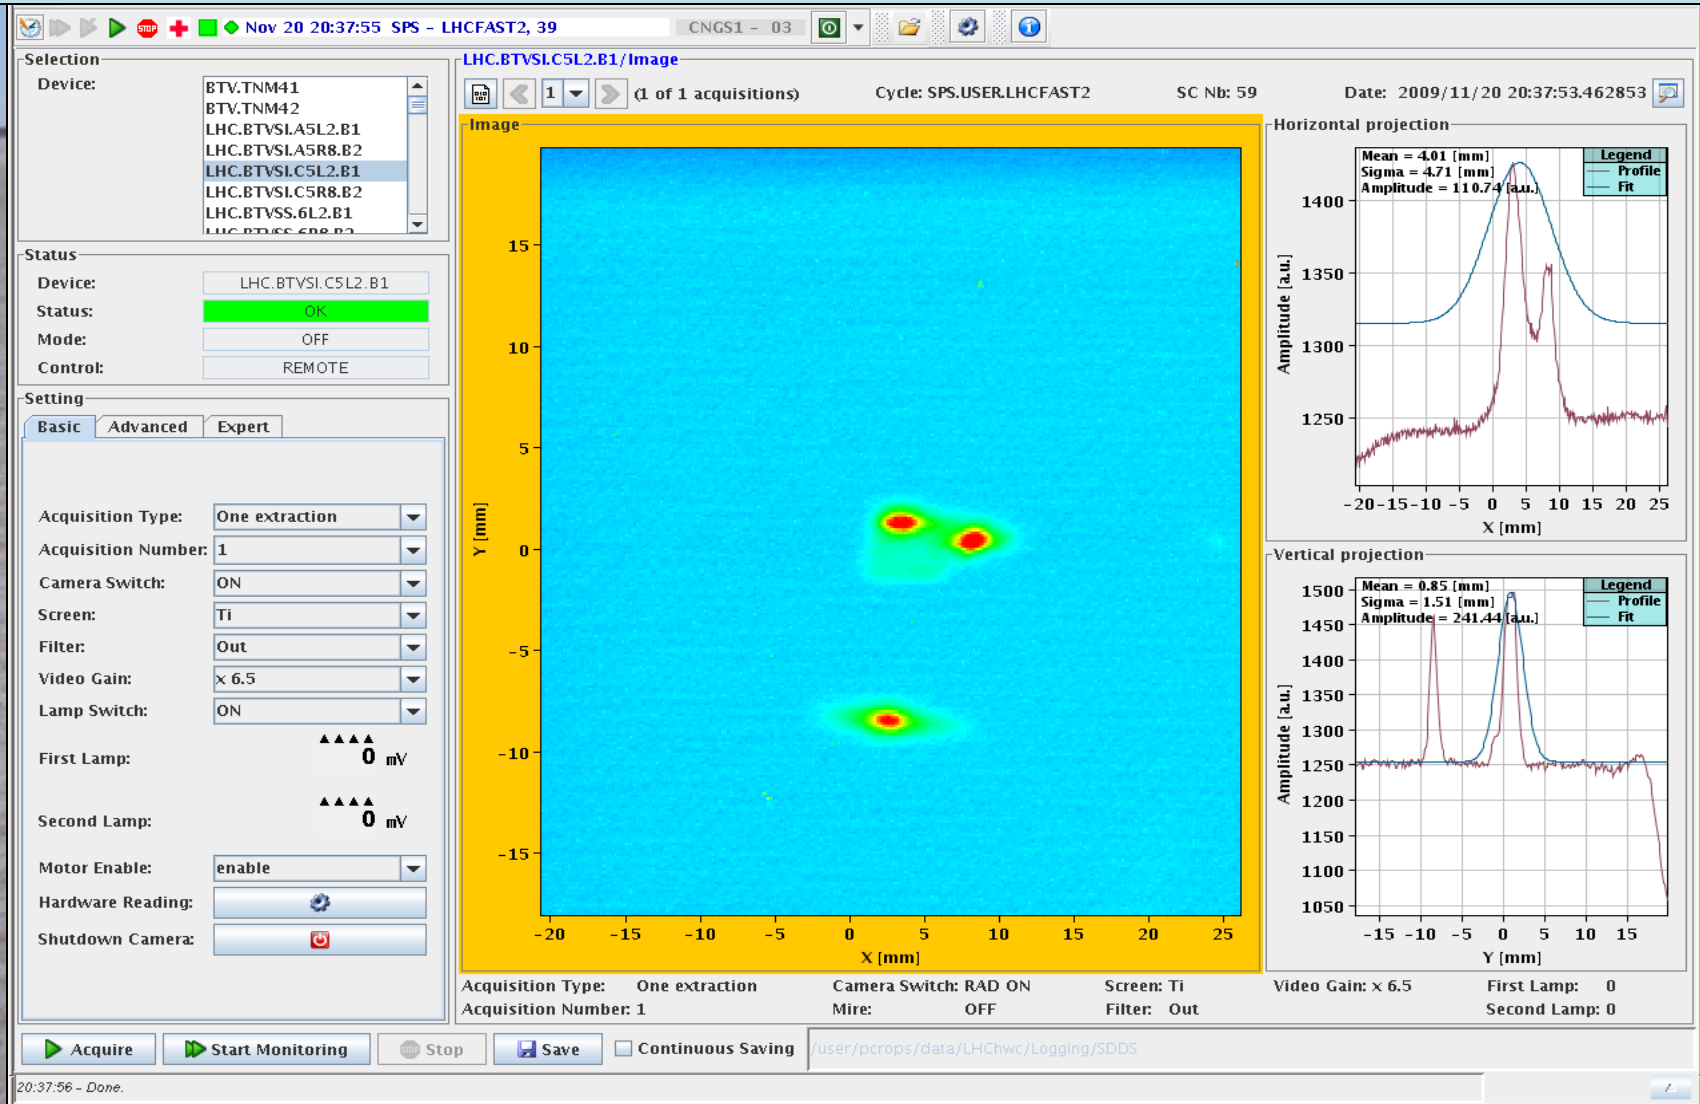 Nov 20 20:37:55 SPS - LHCFAST2, 39
CNGS1 - 03
Selection
Device:
BTV.TNM41
BTV.TNM42
LHC.BTVSI.A5L2.B1
LHC.BTVSI.A5R8.B2
LHC.BTVSI.C5L2.B1
LHC.BTVSI.C5R8.B2
LHC.BTVSS.6L2.B1
LHC.BTVSS.6R8.B2
Status
Device: LHC.BTVSI.C5L2.B1
Status: OK
Mode: OFF
Control: REMOTE
Setting
Basic Advanced Expert
Acquisition Type: One extraction
Acquisition Number: 1
Camera Switch: ON
Screen: Ti
Filter: Out
Video Gain: x 6.5
Lamp Switch: ON
First Lamp: 0 mV
Second Lamp: 0 mV
Motor Enable: enable
Hardware Reading:
Shutdown Camera:
LHC.BTVSI.C5L2.B1/Image
1 (1 of 1 acquisitions) Cycle: SPS.USER.LHCFAST2 SC Nb: 59 Date: 2009/11/20 20:37:53.462853
Image
15
10
5
0
-5
-10
-15
Y [mm]
-20 -15 -10 -5 0 5 10 15 20 25
X [mm]
Horizontal projection
Mean = 4.01 [mm]
Sigma = 4.71 [mm]
Amplitude = 110.74 [a.u.]
Legend
Profile
Fit
1400
1350
1300
1250
Amplitude [a.u.]
-20 -15 -10 -5 0 5 10 15 20 25
X [mm]
Vertical projection
Mean = 0.85 [mm]
Sigma = 1.51 [mm]
Amplitude = 241.44 [a.u.]
Legend
Profile
Fit
1500
1450
1400
1350
1300
1250
1200
1150
1100
1050
Amplitude [a.u.]
-15 -10 -5 0 5 10 15
Y [mm]
Acquisition Type: One extraction Camera Switch: RAD ON Screen: Ti Video Gain: x 6.5 First Lamp: 0
Acquisition Number: 1 Mire: OFF Filter: Out Second Lamp: 0
Acquire Start Monitoring Stop Save Continuous Saving /user/pcrops/data/LHChwc/Logging/SDDS
20:37:56 - Done.